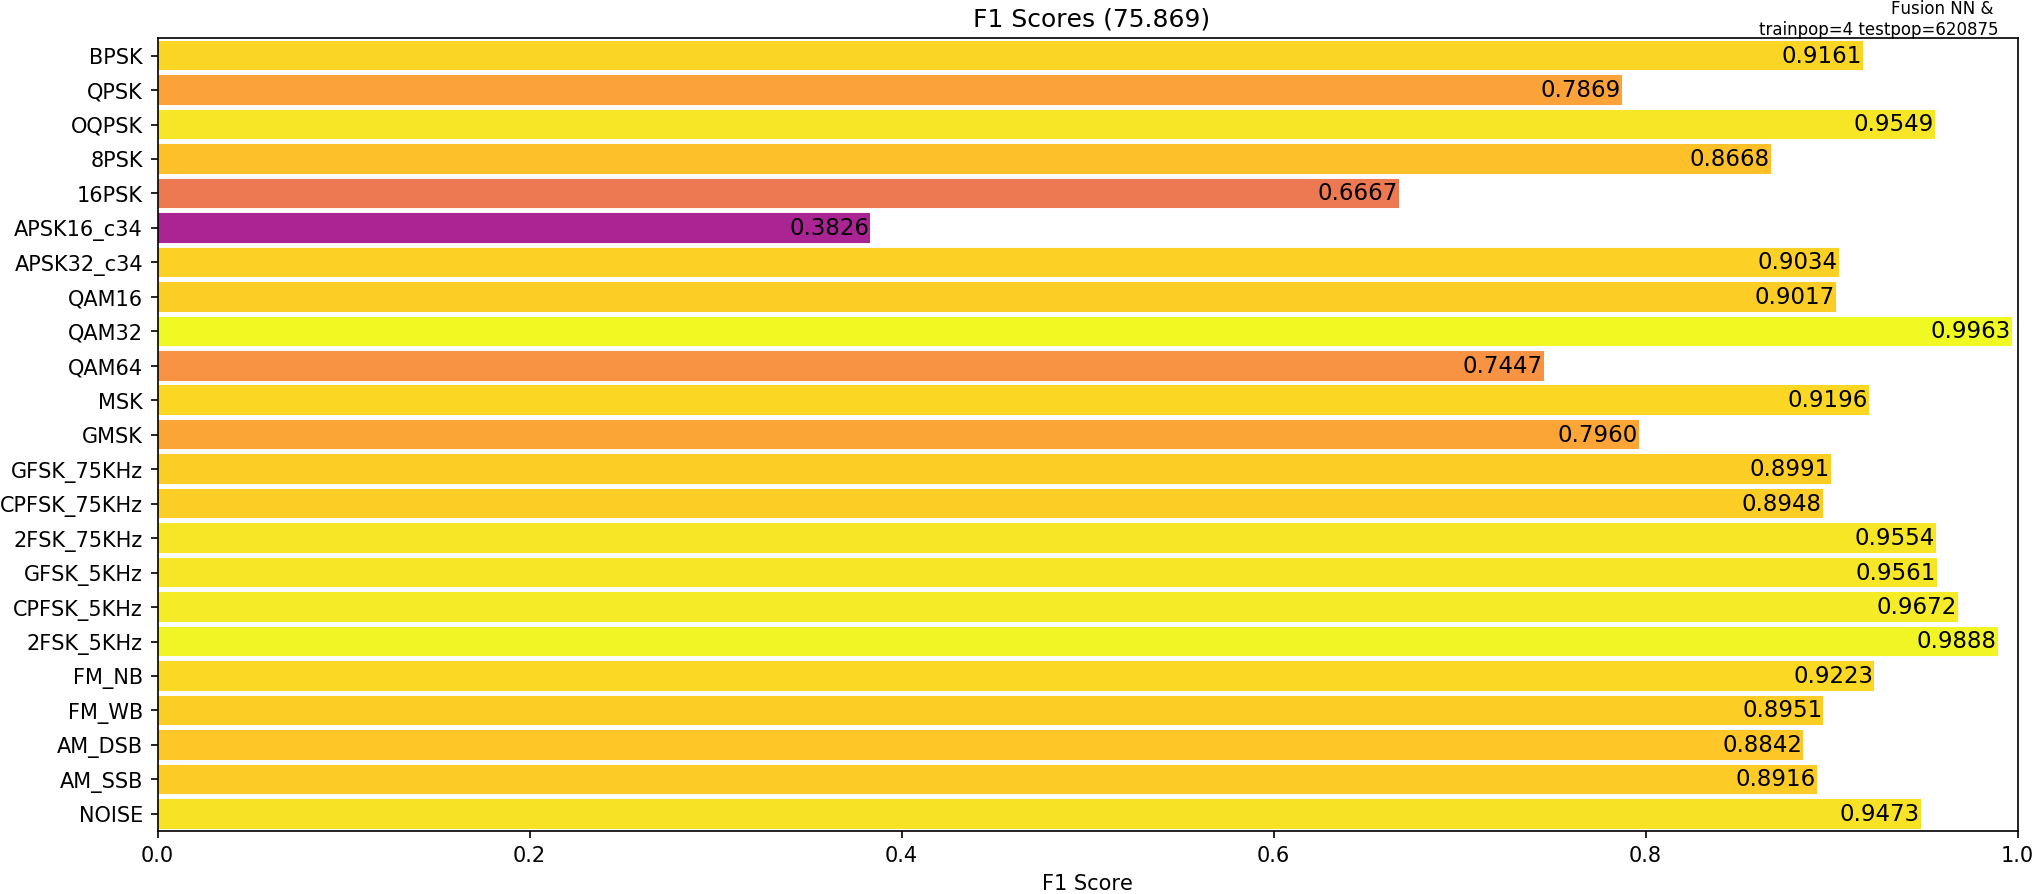 F1 Scores (75.869)
Fusion NN &
trainpop=4 testpop=620875
BPSK 0.9161
QPSK 0.7869
OQPSK 0.9549
8PSK 0.8668
16PSK 0.6667
APSK16_c34 0.3826
APSK32_c34 0.9034
QAM16 0.9017
QAM32 0.9963
QAM64 0.7447
MSK 0.9196
GMSK 0.7960
GFSK_75KHz 0.8991
CPFSK_75KHz 0.8948
2FSK_75KHz 0.9554
GFSK_5KHz 0.9561
CPFSK_5KHz 0.9672
2FSK_5KHz 0.9888
FM_NB 0.9223
FM_WB 0.8951
AM_DSB 0.8842
AM_SSB 0.8916
NOISE 0.9473
0.0 0.2 0.4 0.6 0.8 1.0
F1 Score